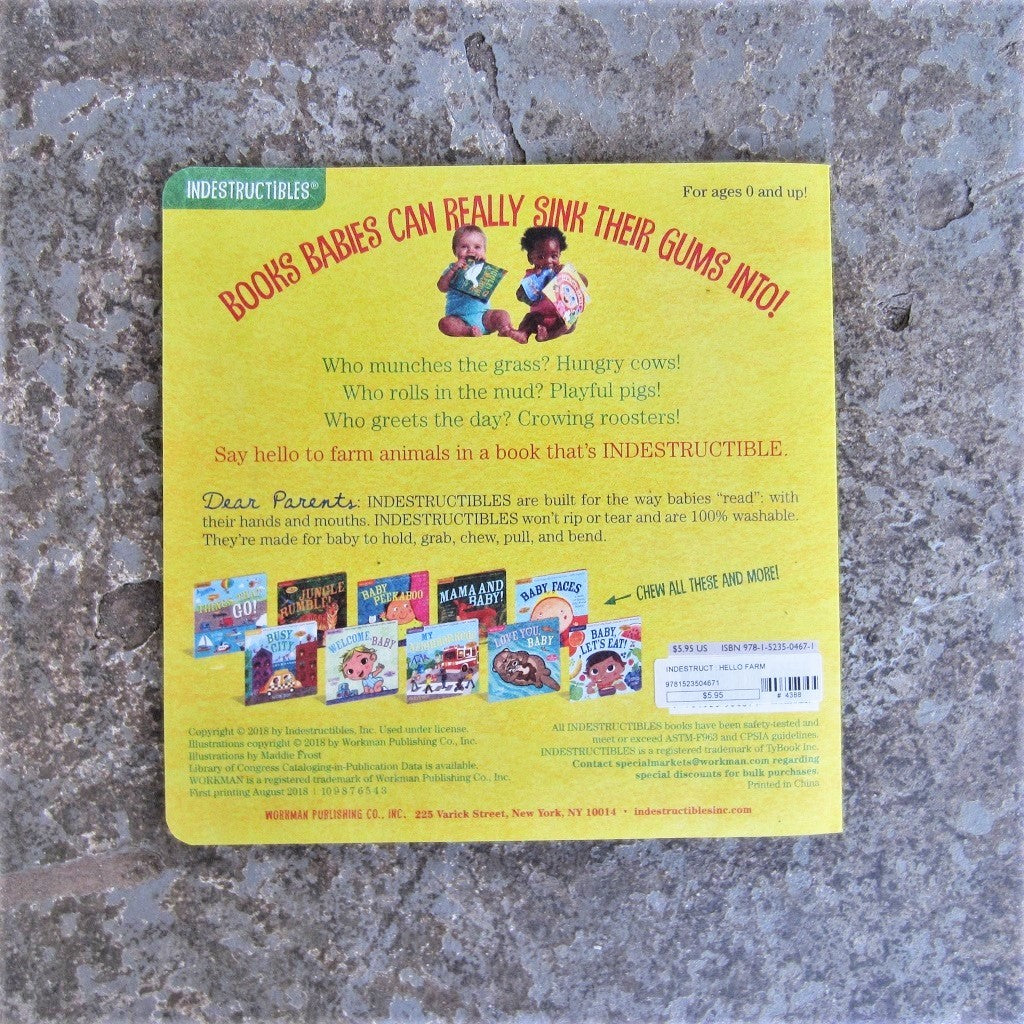 INDESTRUCTIBLES®
For ages 0 and up!
BOOKS BABIES CAN REALLY SINK THEIR GUMS INTO!
Who munches the grass? Hungry cows!
Who rolls in the mud? Playful pigs!
Who greets the day? Crowing roosters!
Say hello to farm animals in a book that's INDESTRUCTIBLE.
Dear Parents: INDESTRUCTIBLES are built for the way babies "read": with
their hands and mouths. INDESTRUCTIBLES won't rip or tear and are 100% washable.
They're made for baby to hold, grab, chew, pull, and bend.
CHEW ALL THESE AND MORE!
GO!
JUNGLE
RUMBLE
BABY
PEEKABOO
MAMA AND
BABY!
BABY FACES
BUSY
CITY
WELCOME, BABY
MY
LOVE YOU,
BABY
BABY,
LET'S EAT!
$5.95 US ISBN 978-1-5235-0467-1
INDESTRUCT : HELLO FARM
9781523504671
$5.95
# 4388
Copyright © 2018 by Indestructibles, Inc. Used under license.
Illustrations copyright © 2018 by Workman Publishing Co., Inc.
Illustrations by Maddie Frost
Library of Congress Cataloging-in-Publication Data is available.
WORKMAN is a registered trademark of Workman Publishing Co., Inc.
First printing August 2018 | 10 9 8 7 6 5 4 3
All INDESTRUCTIBLES books have been safety-tested and
meet or exceed ASTM-F963 and CPSIA guidelines.
INDESTRUCTIBLES is a registered trademark of TyBook Inc.
Contact specialmarkets@workman.com regarding
special discounts for bulk purchases.
Printed in China
WORKMAN PUBLISHING CO., INC. 225 Varick Street, New York, NY 10014 • indestructiblesinc.com